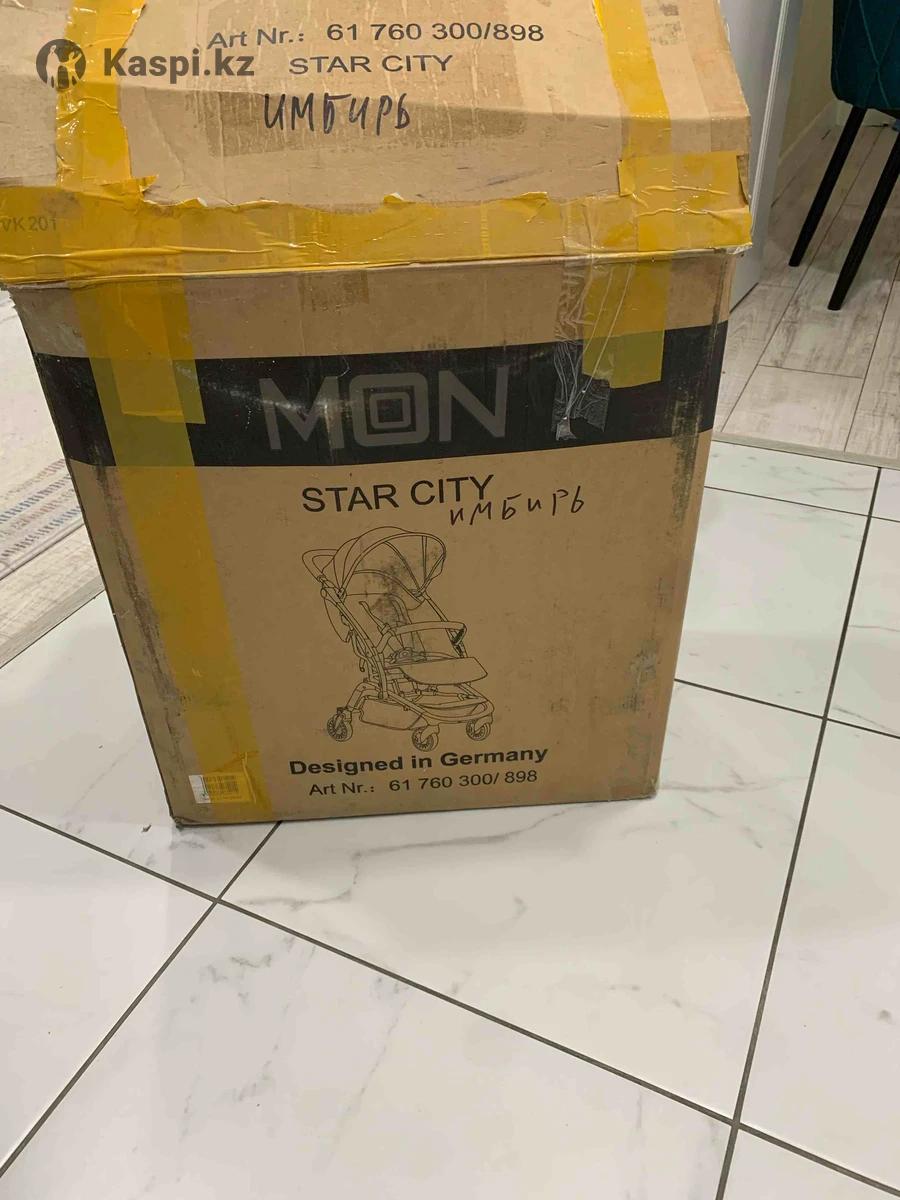 Art Nr.: 61 760 300/898
Kaspi.kz
STAR CITY
имбирь
VK201
MON
STAR CITY
имбирь
Designed in Germany
Art Nr.: 61 760 300/ 898